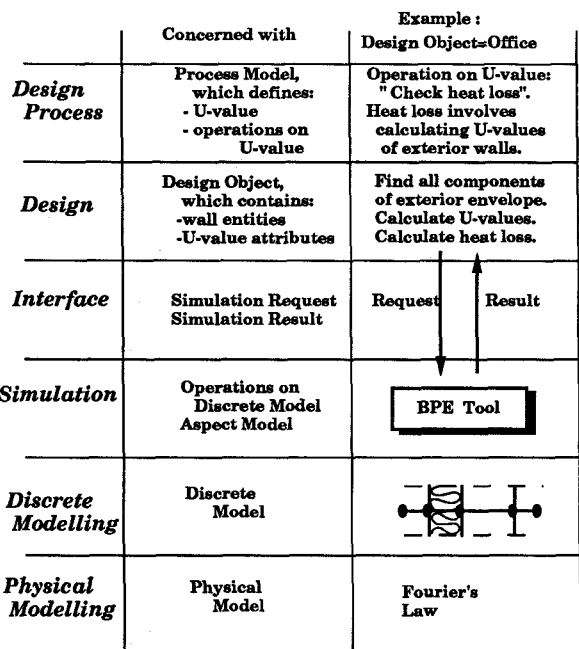 Concerned with
Example :
Design Object=Office
Design
Process
Process Model,
which defines:
- U-value
- operations on
U-value
Operation on U-value:
" Check heat loss".
Heat loss involves
calculating U-values
of exterior walls.
Design
Design Object,
which contains:
-wall entities
-U-value attributes
Find all components
of exterior envelope.
Calculate U-values.
Calculate heat loss.
Interface
Simulation Request
Simulation Result
Request
Result
Simulation
Operations on
Discrete Model
Aspect Model
BPE Tool
Discrete
Modelling
Discrete
Model
Physical
Modelling
Physical
Model
Fourier's
Law